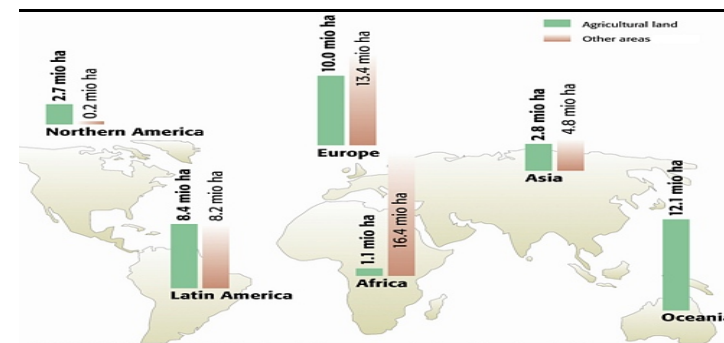 Agricultural land
Other areas
2.7 mio ha
0.2 mio ha
Northern America
10.0 mio ha
13.4 mio ha
Europe
2.8 mio ha
4.8 mio ha
Asia
8.4 mio ha
8.2 mio ha
Latin America
1.1 mio ha
16.4 mio ha
Africa
12.1 mio ha
Oceania